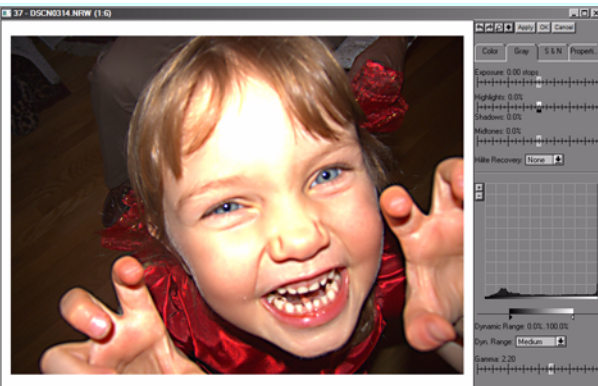 37 - DSCN0314.NRW (1:6)
Apply OK Cancel
Color Gray S & N Properti..
Exposure: 0.00 stops
Highlights: 0.0%
Shadows: 0.0%
Midtones: 0.0%
Hilite Recovery: None
Dynamic Range: 0.0%..100.0%
Dyn. Range: Medium
Gamma: 2.20